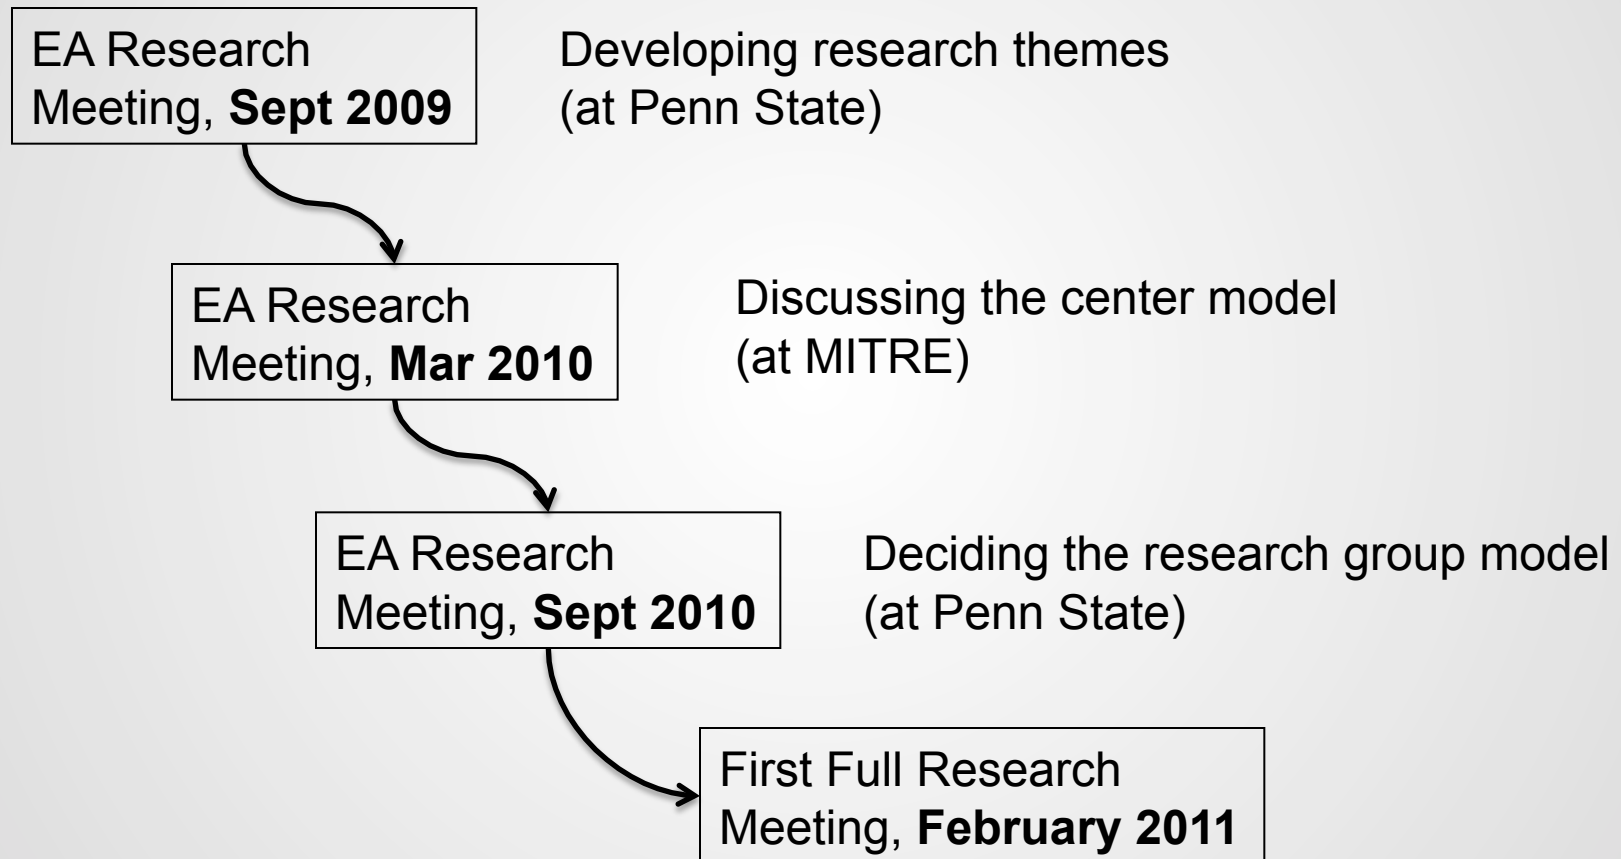 EA Research
Meeting, Sept 2009
Developing research themes
(at Penn State)
EA Research
Meeting, Mar 2010
Discussing the center model
(at MITRE)
EA Research
Meeting, Sept 2010
Deciding the research group model
(at Penn State)
First Full Research
Meeting, February 2011